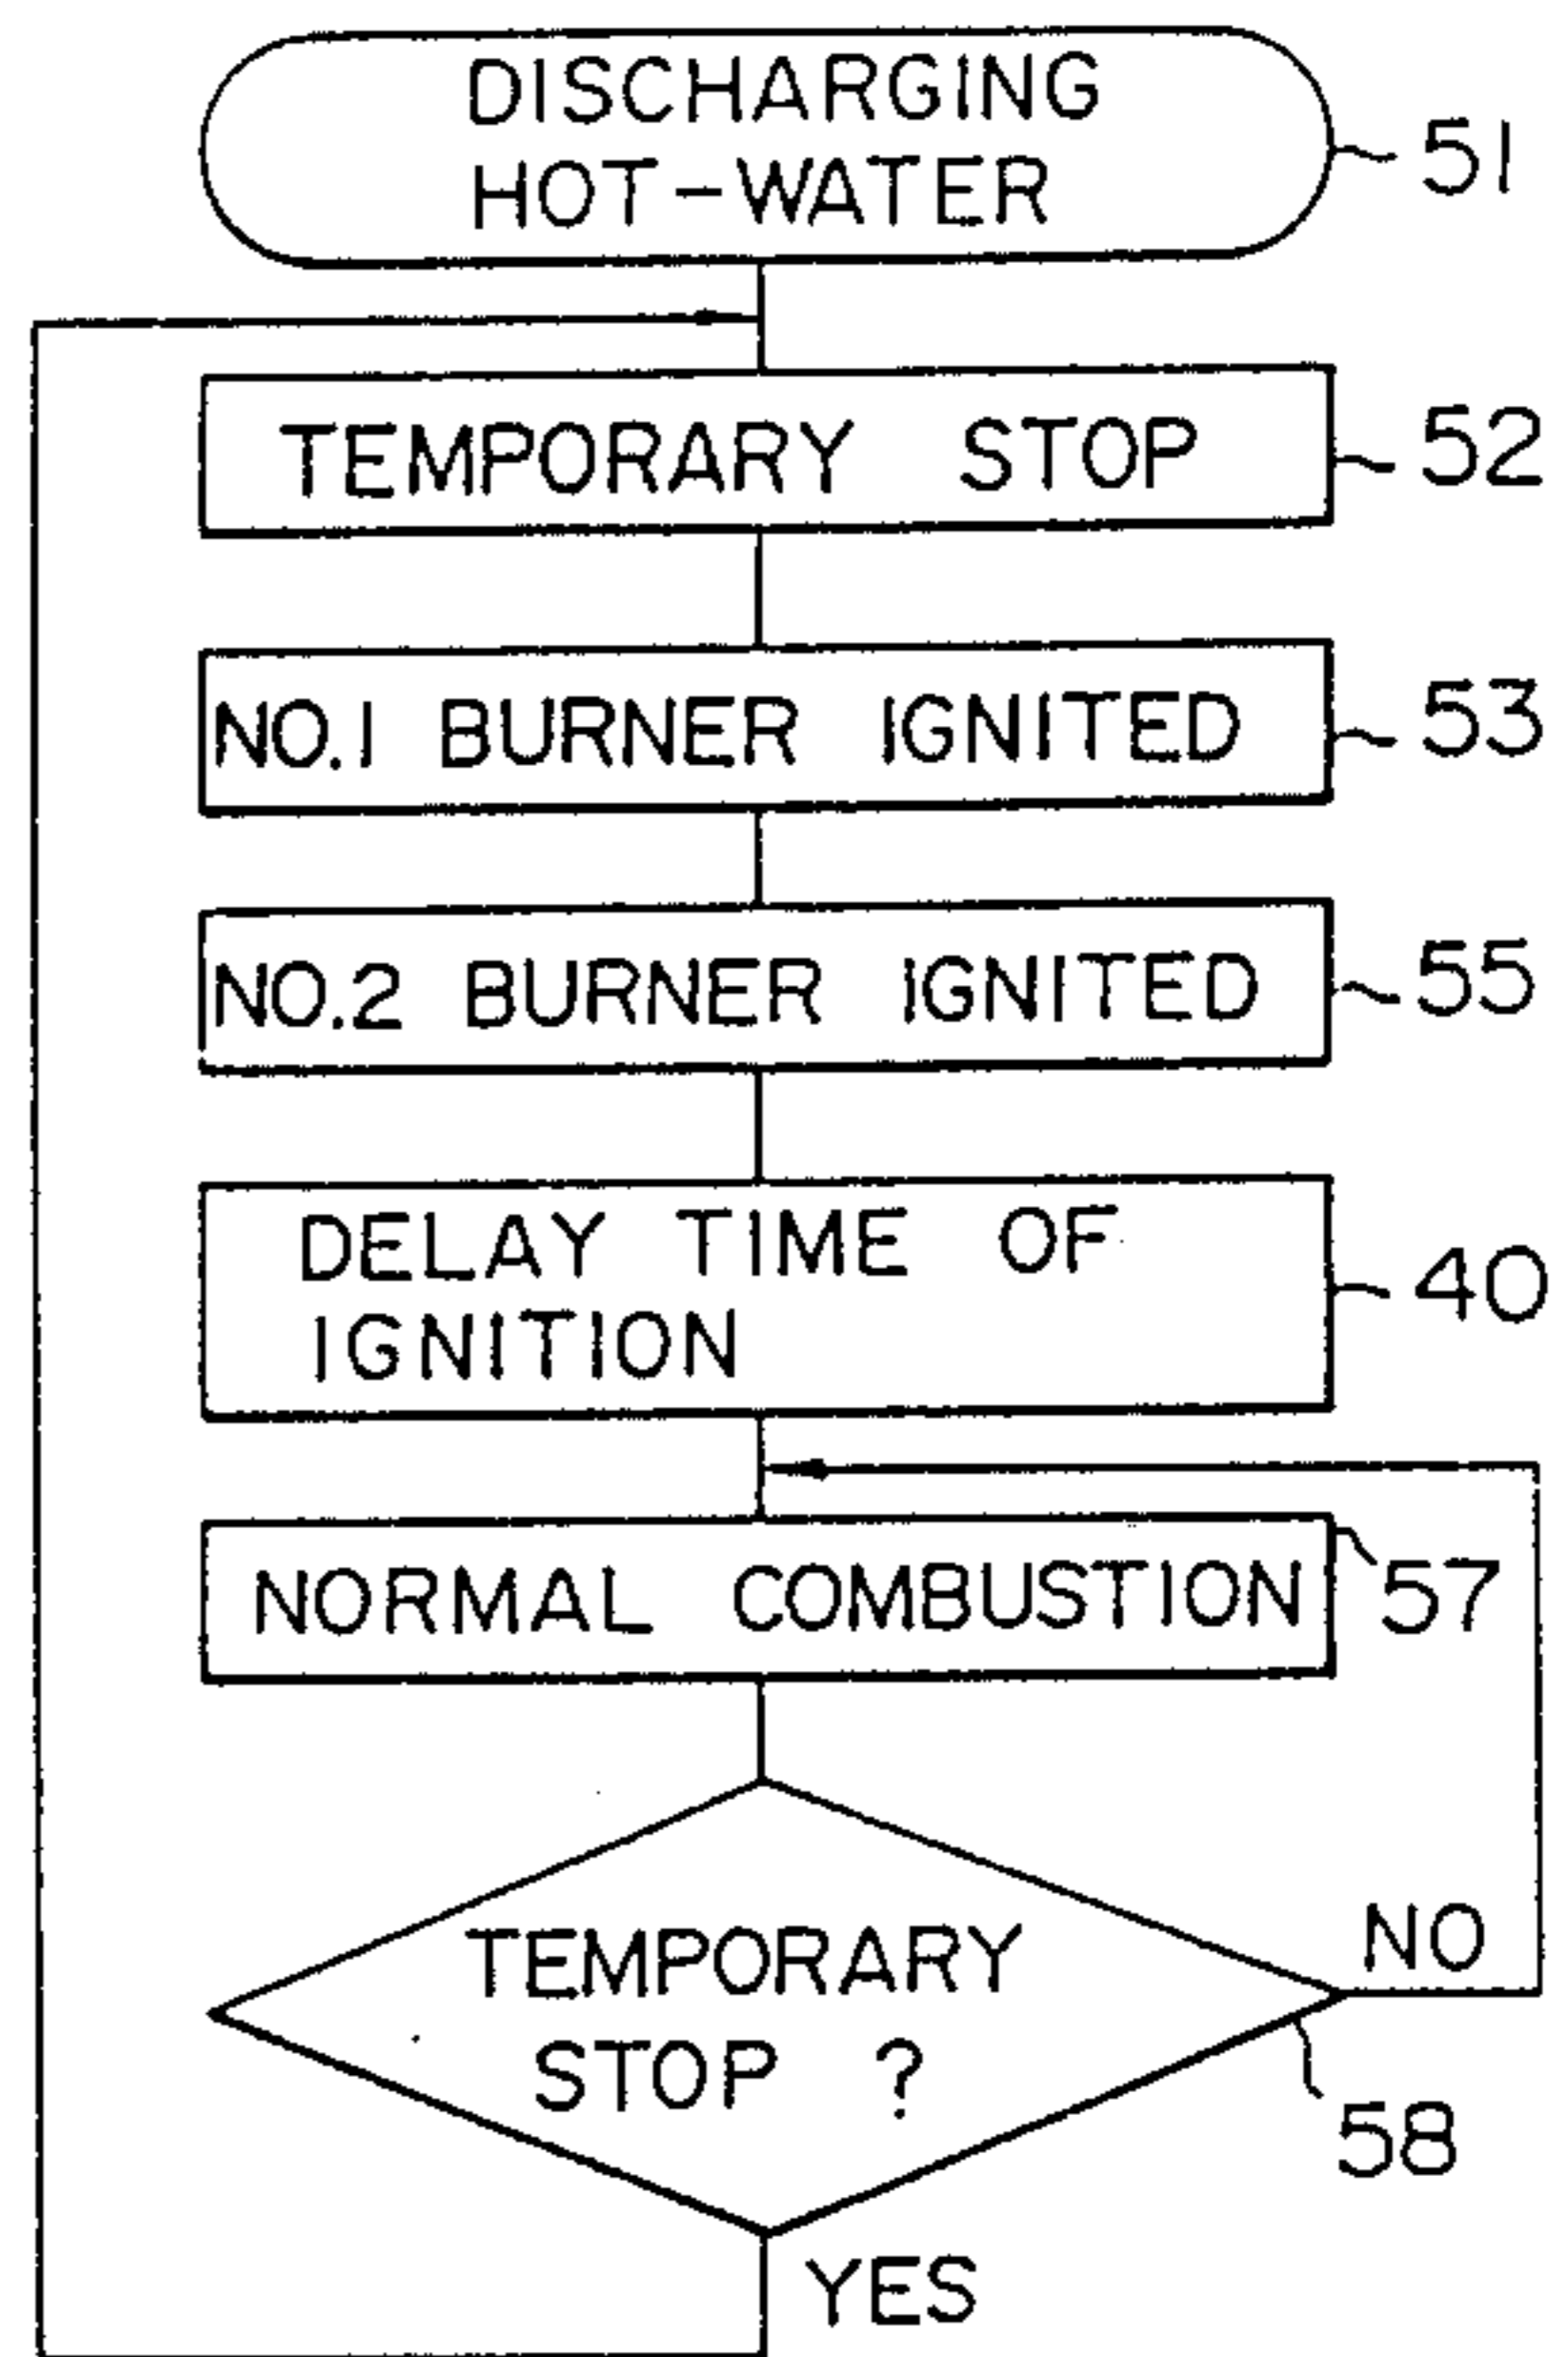 DISCHARGING
HOT-WATER
51
TEMPORARY STOP
52
NO.1 BURNER IGNITED
53
NO.2 BURNER IGNITED
55
DELAY TIME OF
IGNITION
40
NORMAL COMBUSTION
57
TEMPORARY
STOP ?
NO
58
YES